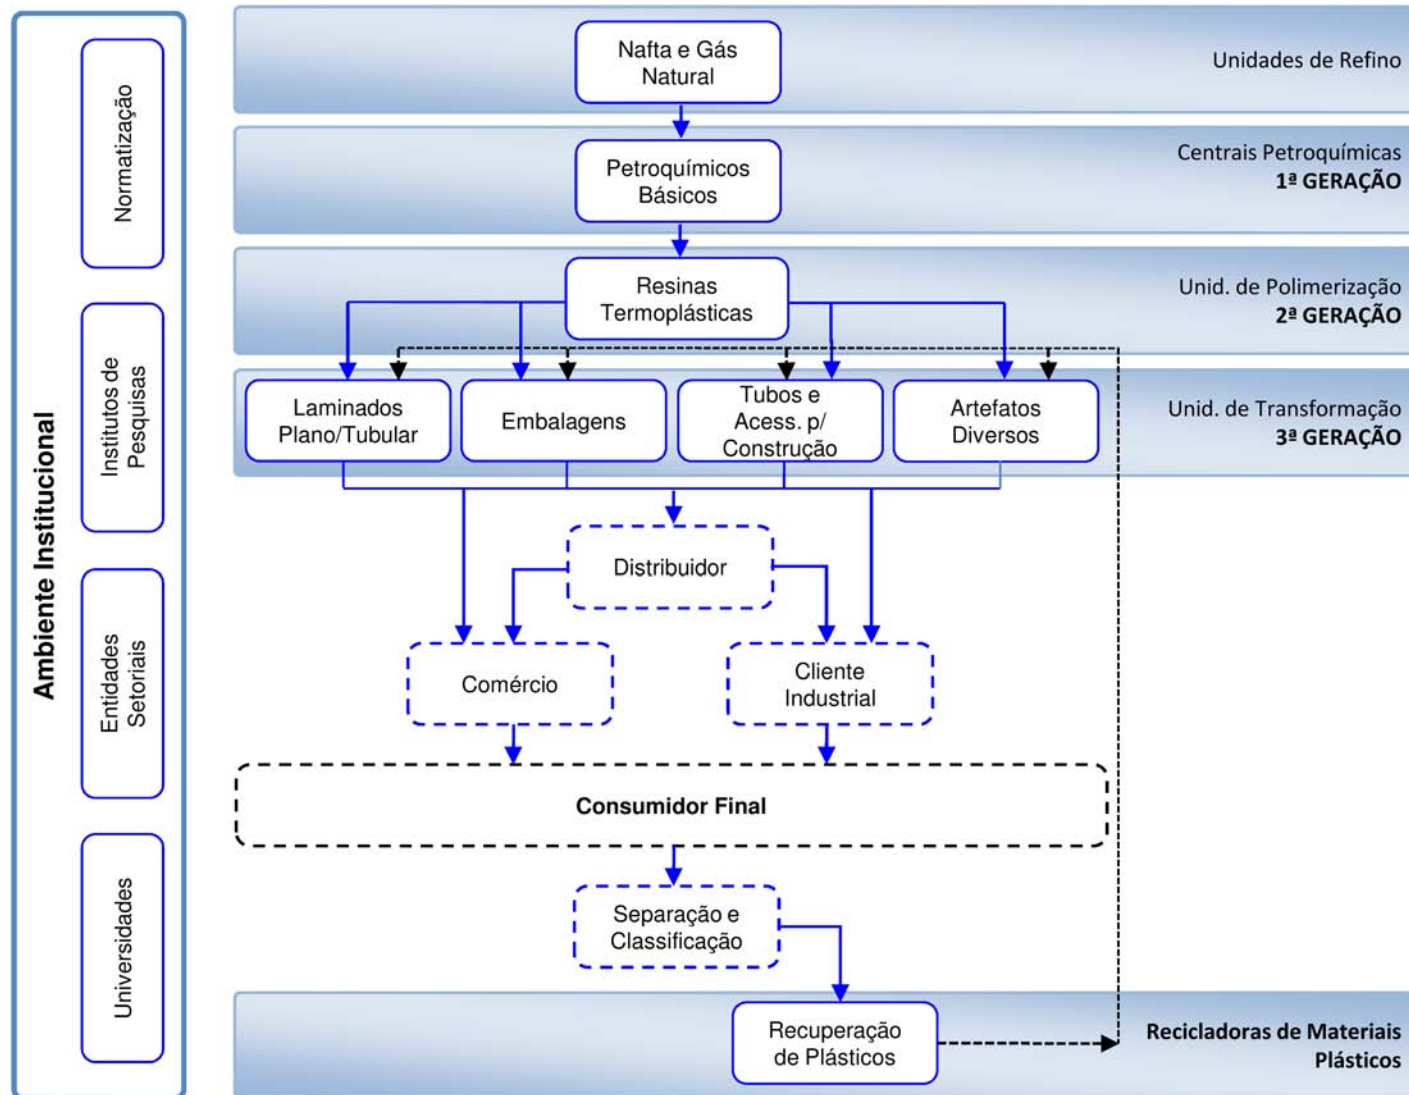 Ambiente Institucional
Normatização
Institutos de
Pesquisas
Entidades
Setoriais
Universidades
Nafta e Gás
Natural
Unidades de Refino
Petroquímicos
Básicos
Centrais Petroquímicas
1ª GERAÇÃO
Resinas
Termoplásticas
Unid. de Polimerização
2ª GERAÇÃO
Laminados
Plano/Tubular
Embalagens
Tubos e
Acess. p/
Construção
Artefatos
Diversos
Unid. de Transformação
3ª GERAÇÃO
Distribuidor
Comércio
Cliente
Industrial
Consumidor Final
Separação e
Classificação
Recuperação
de Plásticos
Recicladoras de Materiais
Plásticos